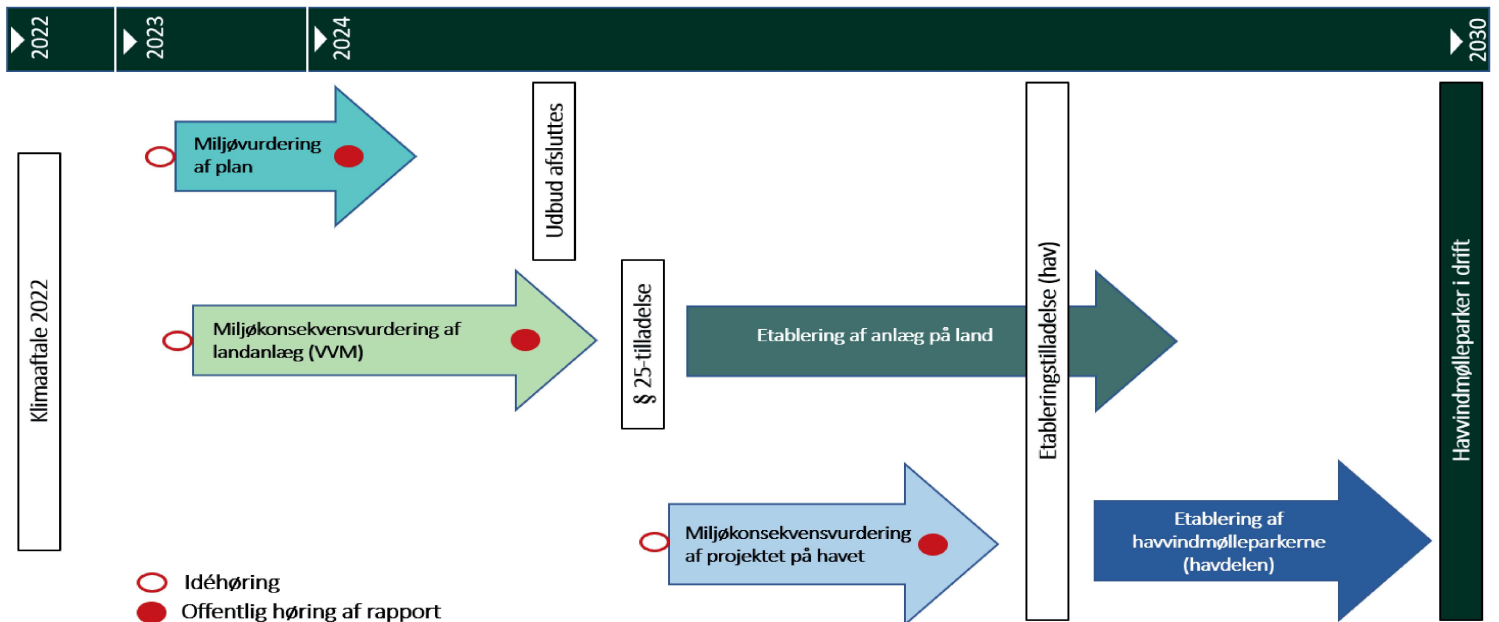 2022
2023
2024
2030
Klimaaftale 2022
Miljøvurdering
af plan
Udbud afsluttes
Miljøkonsekvensvurdering af
landanlæg (VVM)
§ 25-tilladelse
Etablering af anlæg på land
Etableringstilladelse (hav)
Miljøkonsekvensvurdering
af projektet på havet
Etablering af
havvindmølleparkerne
(havdelen)
Havvindmølleparker i drift
Idéhøring
Offentlig høring af rapport